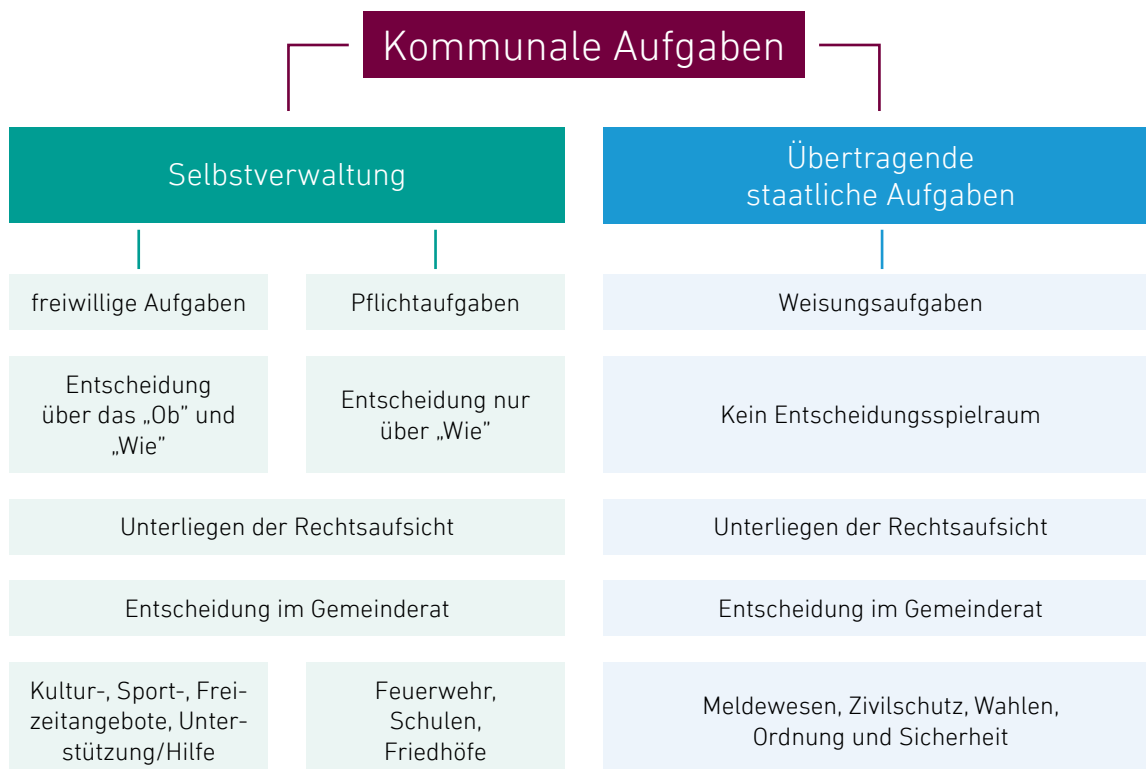 Kommunale Aufgaben
Selbstverwaltung
Übertragende
staatliche Aufgaben
freiwillige Aufgaben
Pflichtaufgaben
Weisungsaufgaben
Entscheidung
über das „Ob” und
„Wie”
Entscheidung nur
über „Wie”
Kein Entscheidungsspielraum
Unterliegen der Rechtsaufsicht
Unterliegen der Rechtsaufsicht
Entscheidung im Gemeinderat
Entscheidung im Gemeinderat
Kultur-, Sport-, Frei-
zeitangebote, Unter-
stützung/Hilfe
Feuerwehr,
Schulen,
Friedhöfe
Meldewesen, Zivilschutz, Wahlen,
Ordnung und Sicherheit